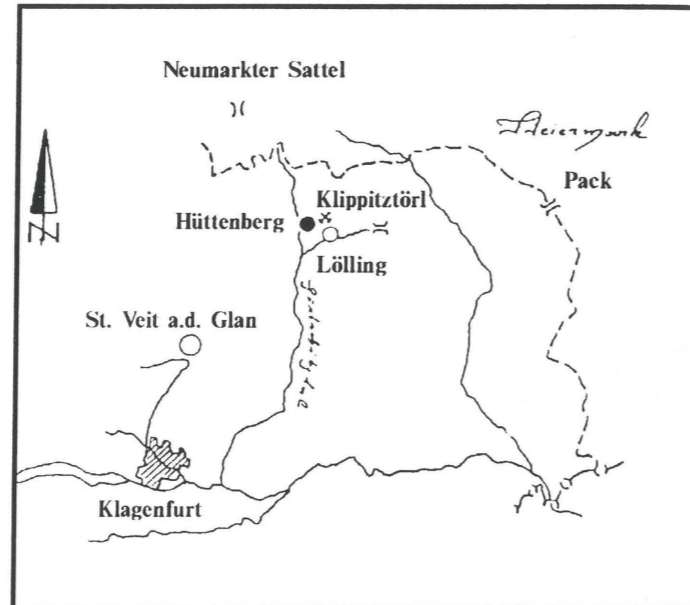 Neumarkter Sattel
Steiermark
Pack
Klippitztörl
Hüttenberg
Lölling
St. Veit a.d. Glan
Klagenfurt
N